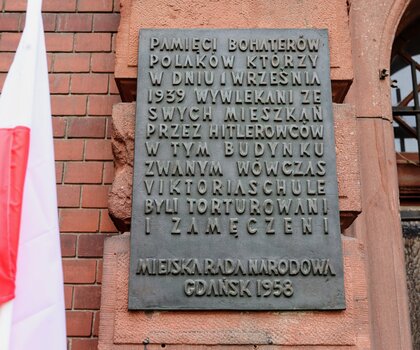 PAMIĘCI BOHATERÓW
POLAKÓW KTÓRZY
W DNIU 1 WRZEŚNIA
1939 WYWLEKANI ZE
SWYCH MIESZKAŃ
PRZEZ HITLEROWCÓW
W TYM BUDYNKU
ZWANYM WÓWCZAS
VIKTORIASCHULE
BYLI TORTUROWANI
I ZAMĘCZENI
MIEJSKA RADA NARODOWA
GDAŃSK 1958